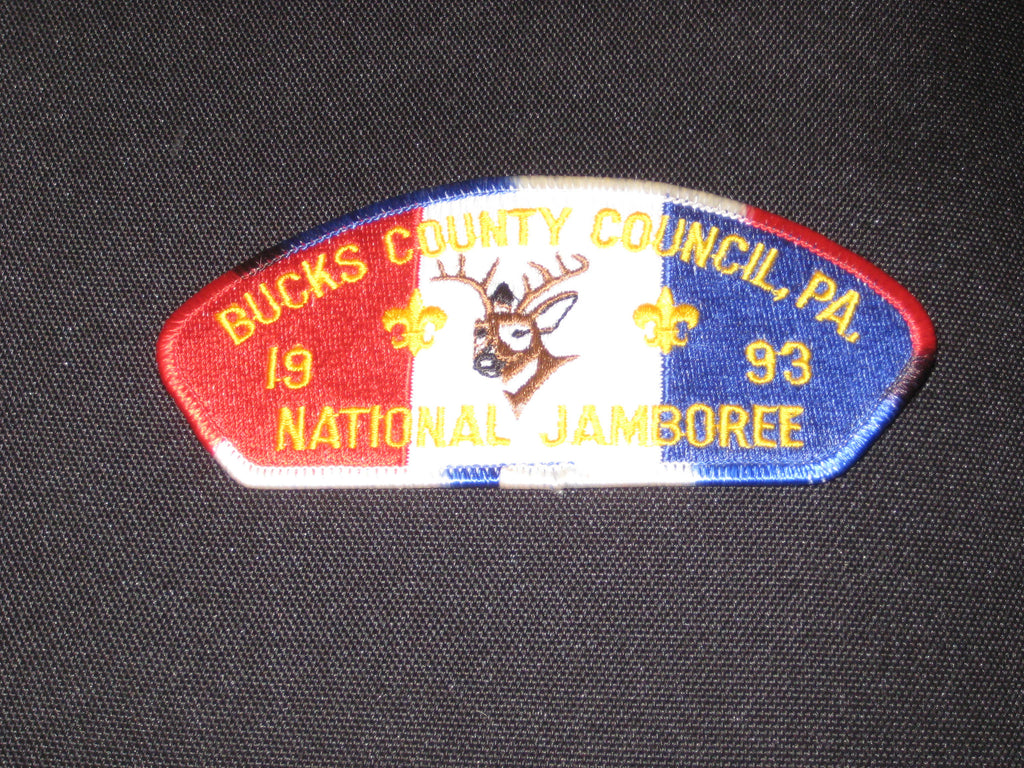 BUCKS COUNTY COUNCIL, PA.
19 93
NATIONAL JAMBOREE